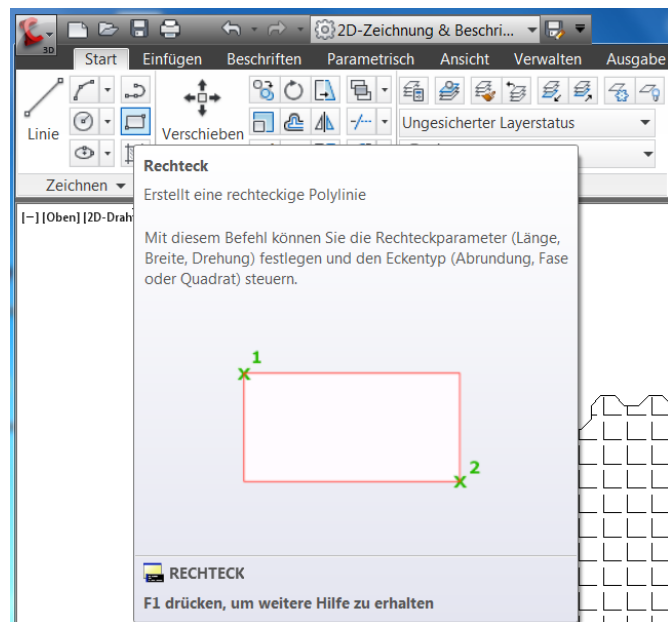 3D
2D-Zeichnung & Beschri...
Start Einfügen Beschriften Parametrisch Ansicht Verwalten Ausgabe
Linie
Verschieben
Ungesicherter Layerstatus
Zeichnen
[−] [Oben] [2D-Drah
Rechteck
Erstellt eine rechteckige Polylinie
Mit diesem Befehl können Sie die Rechteckparameter (Länge,
Breite, Drehung) festlegen und den Eckentyp (Abrundung, Fase
oder Quadrat) steuern.
1
2
RECHTECK
F1 drücken, um weitere Hilfe zu erhalten